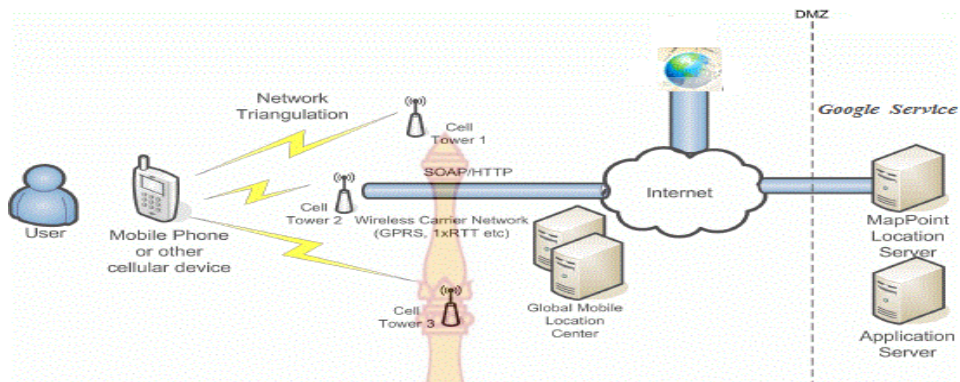 DMZ
Network
Triangulation
Google Service
Cell
Tower 1
SOAP/HTTP
Internet
Cell
Tower 2
Wireless Carrier Network
(GPRS, 1xRTT etc)
User
Mobile Phone
or other
cellular device
MapPoint
Location
Server
Cell
Tower 3
Global Mobile
Location
Center
Application
Server